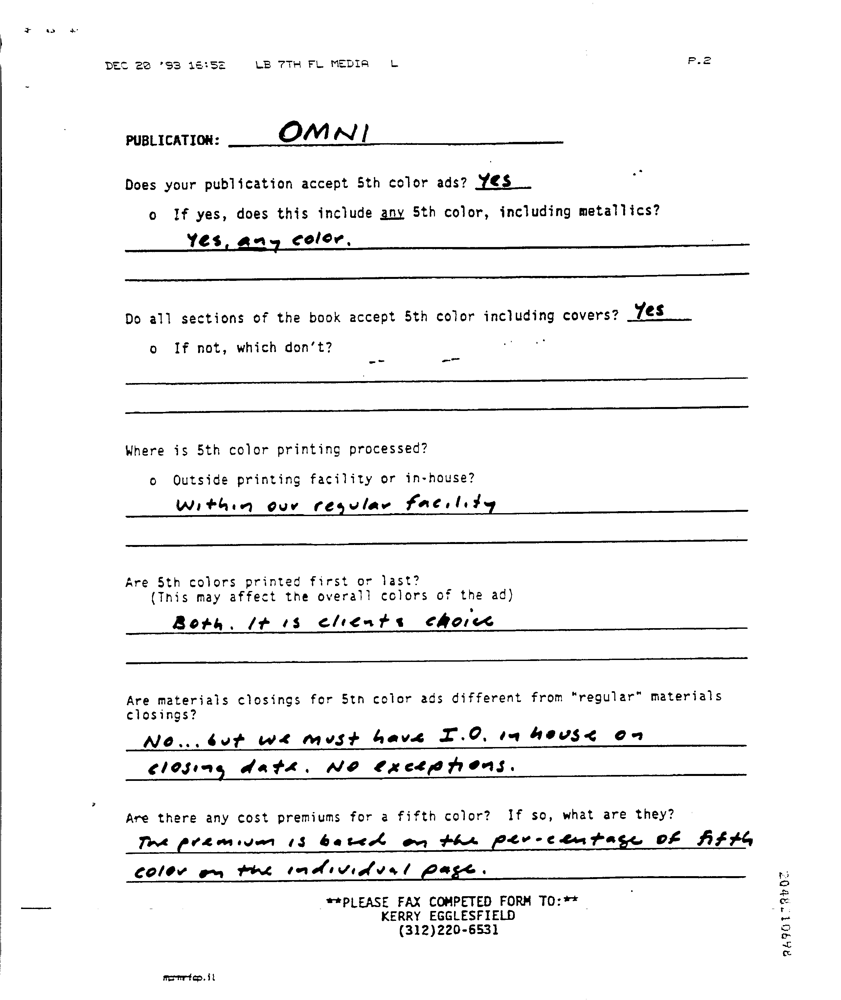 DEC 20 '93 16:52 LB 7TH FL MEDIA L P.2
PUBLICATION: OMNI
Does your publication accept 5th color ads? Yes
o If yes, does this include any 5th color, including metallics?
Yes, any color.
Do all sections of the book accept 5th color including covers? Yes
o If not, which don't?
-- --
Where is 5th color printing processed?
o Outside printing facility or in-house?
Within our regular facility
Are 5th colors printed first or last?
(This may affect the overall colors of the ad)
Both. It is clients choice
Are materials closings for 5th color ads different from "regular" materials
closings?
No... but we must have I.O. in house on
closing date. No exceptions.
Are there any cost premiums for a fifth color? If so, what are they?
The premium is based on the per-centage of fifth
color on the individual page.
**PLEASE FAX COMPETED FORM TO:**
KERRY EGGLESFIELD
(312)220-6531